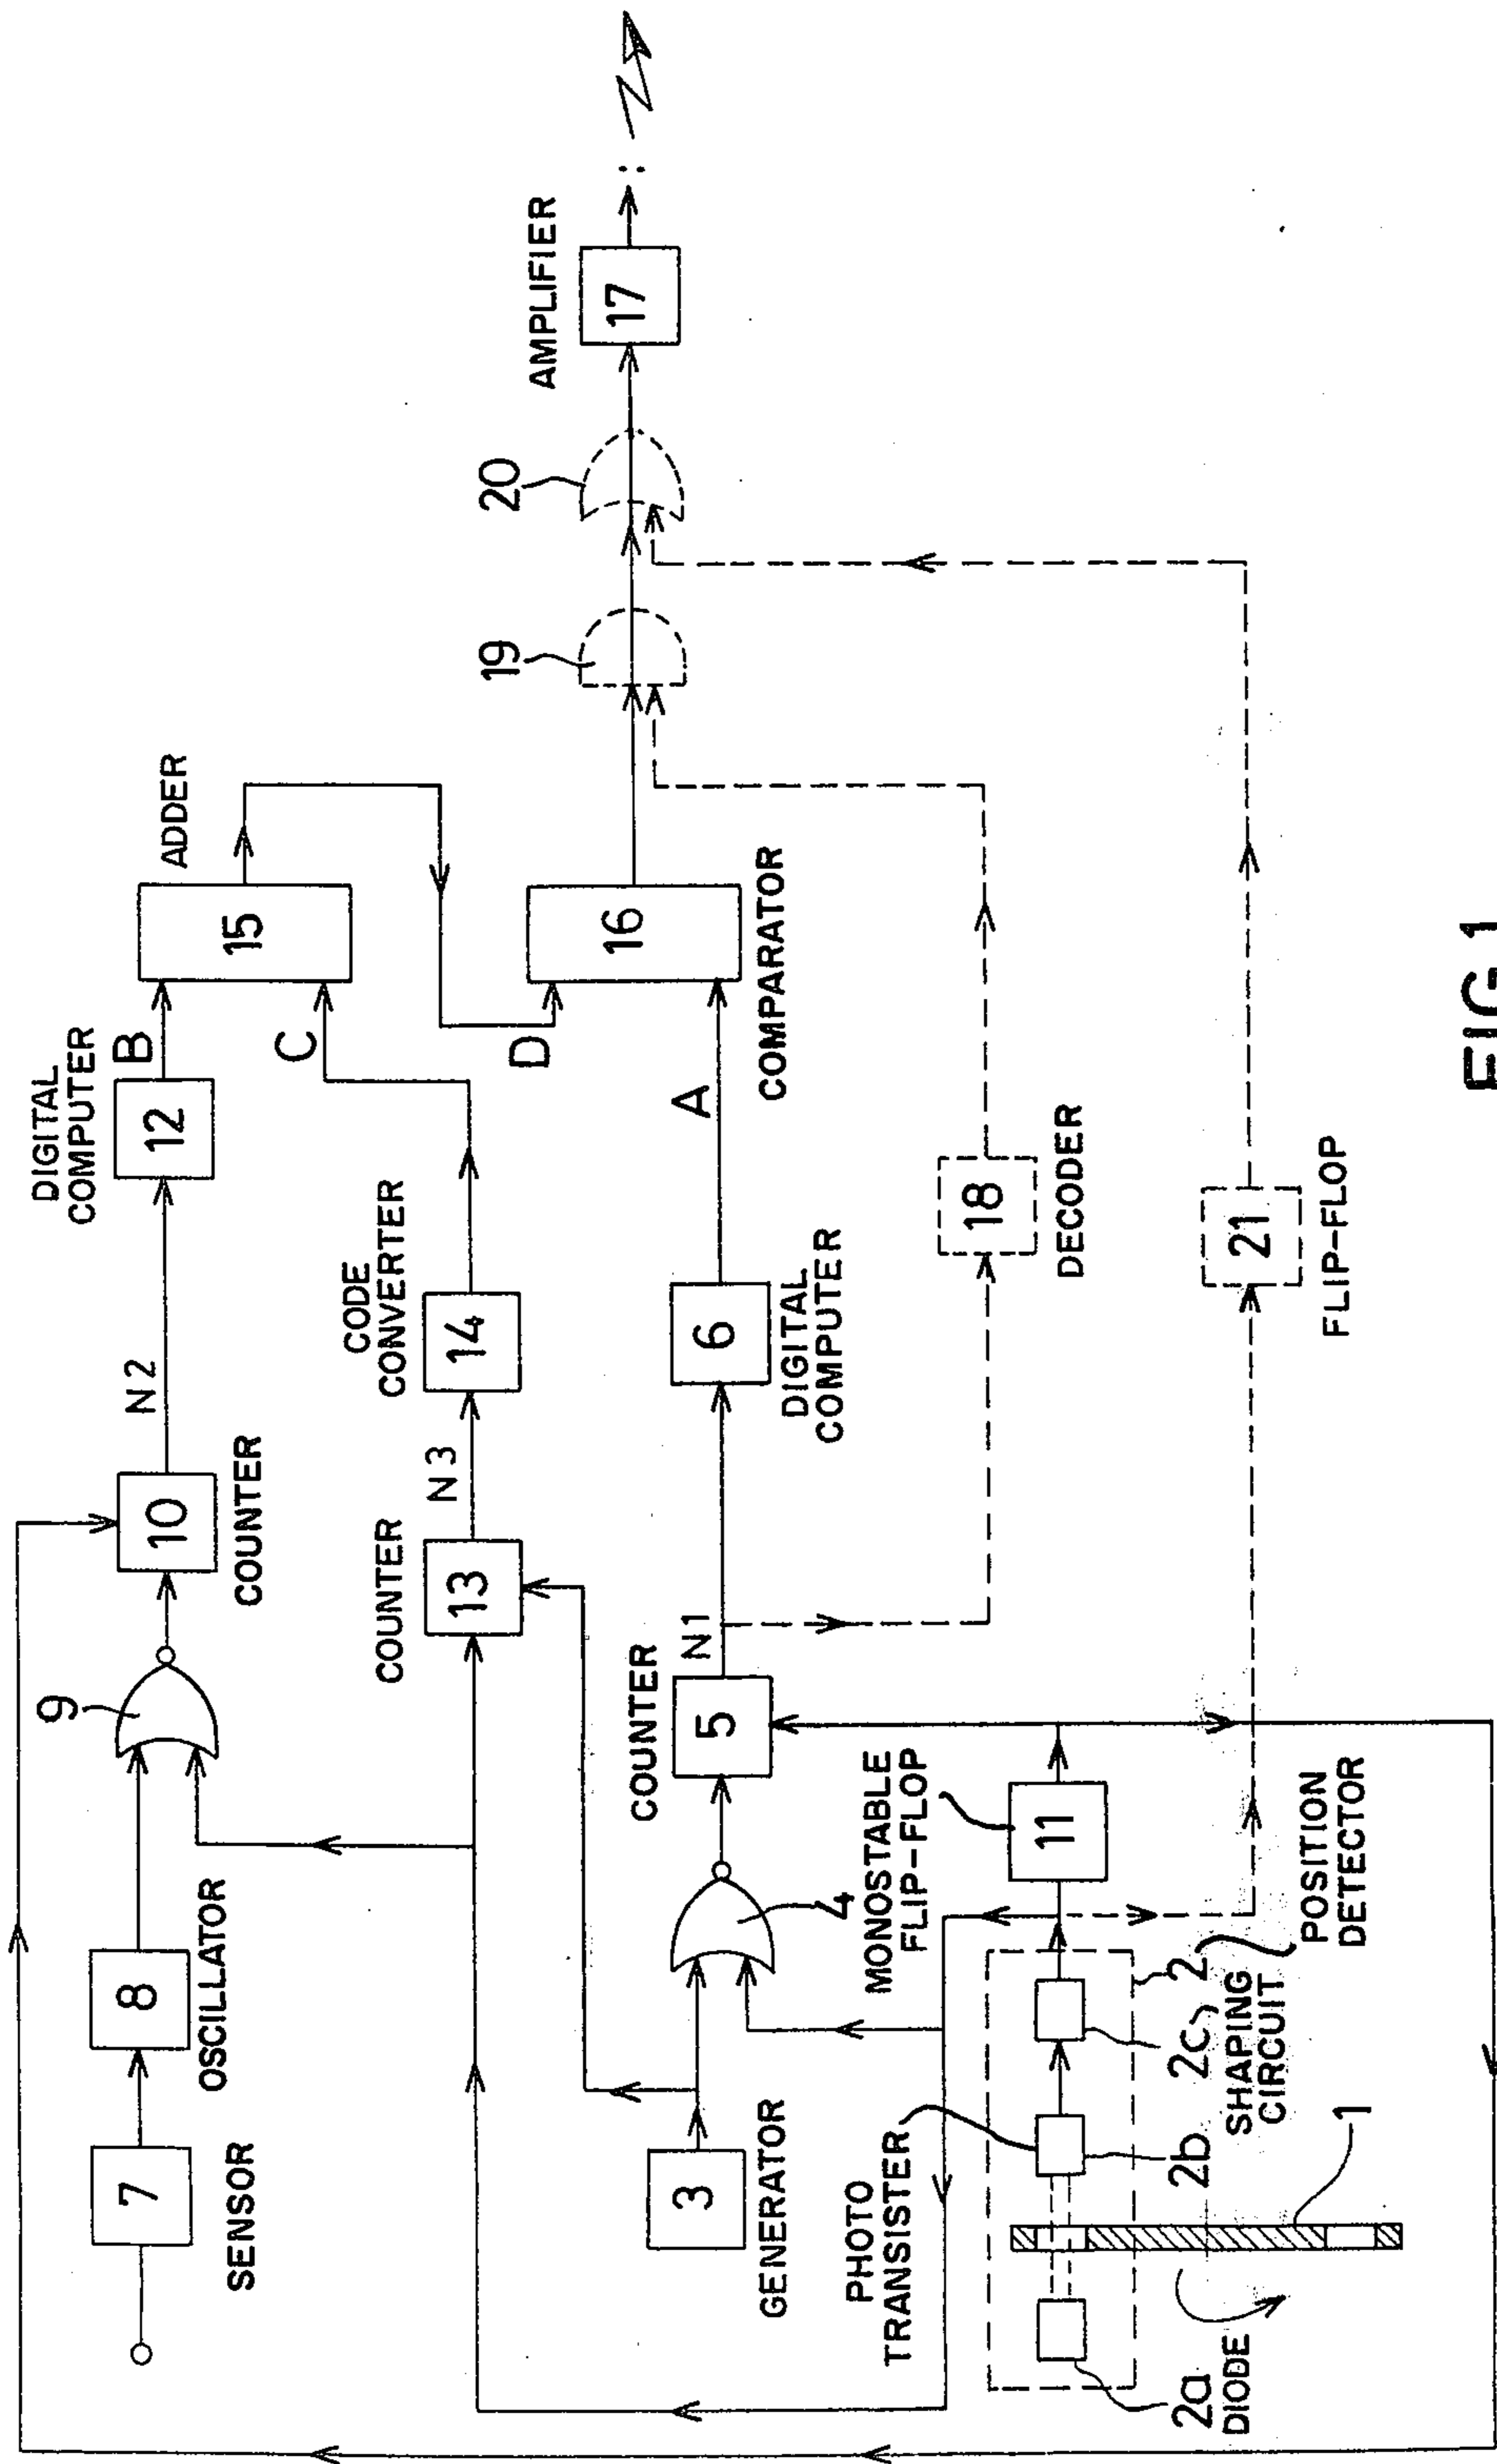 7
SENSOR
8
OSCILLATOR
9
10
COUNTER
N2
DIGITAL
COMPUTER
12
B
15
ADDER
COUNTER
13
N3
CODE
CONVERTER
14
C
D
3
GENERATOR
4
COUNTER
5
N1
6
DIGITAL
COMPUTER
A
16
COMPARATOR
19
20
AMPLIFIER
17
PHOTO
TRANSISTER
MONOSTABLE
FLIP-FLOP
11
18
DECODER
2a
DIODE
2b
2c
SHAPING
CIRCUIT
2
POSITION
DETECTOR
1
21
FLIP-FLOP
FIG.1